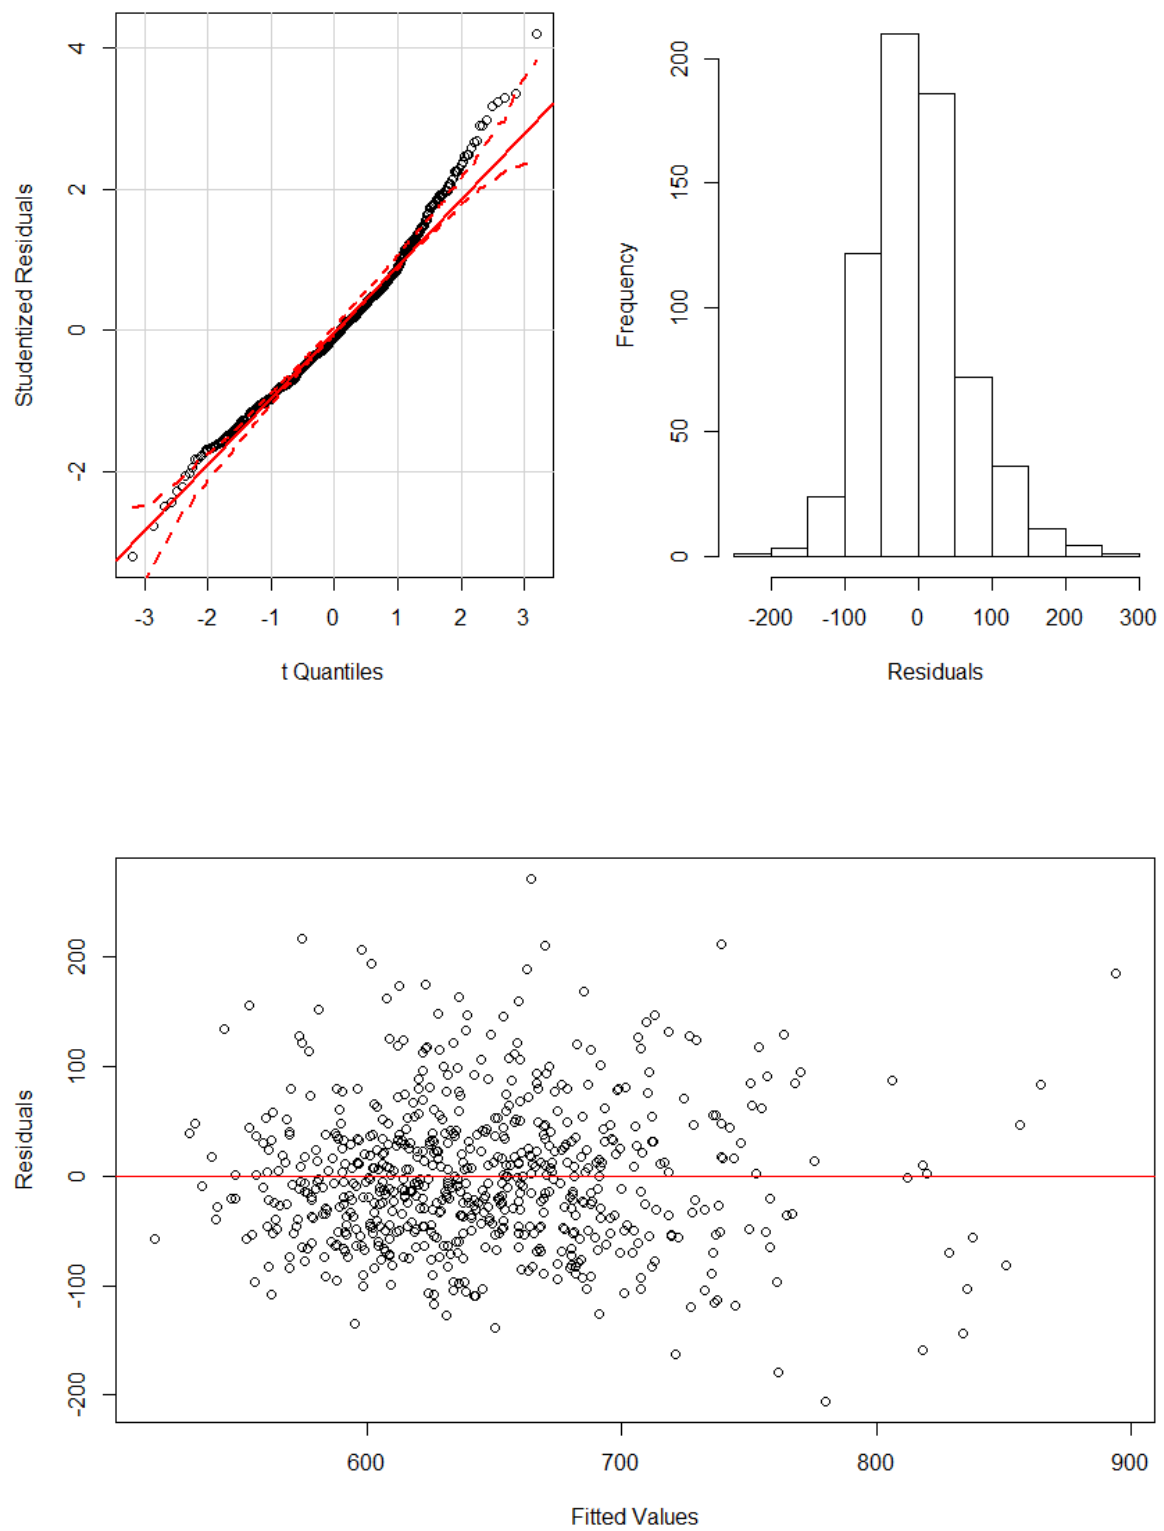 Studentized Residuals
4
2
0
-2
-3 -2 -1 0 1 2 3
t Quantiles
Frequency
200
150
100
50
0
-200 -100 0 100 200 300
Residuals
Residuals
200
100
0
-100
-200
600 700 800 900
Fitted Values